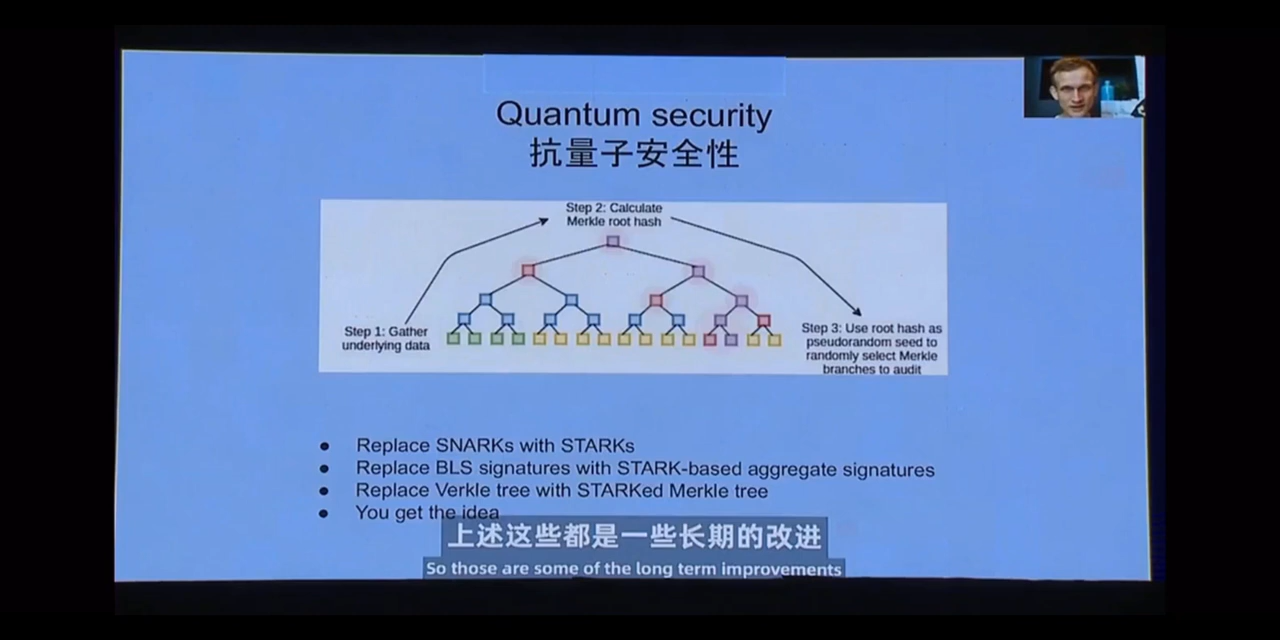 Quantum security
抗量子安全性
Step 2: Calculate
Merkle root hash
Step 1: Gather
underlying data
Step 3: Use root hash as
pseudorandom seed to
randomly select Merkle
branches to audit
● Replace SNARKs with STARKs
● Replace BLS signatures with STARK-based aggregate signatures
● Replace Verkle tree with STARKed Merkle tree
● You get the idea
上述这些都是一些长期的改进
So those are some of the long term improvements